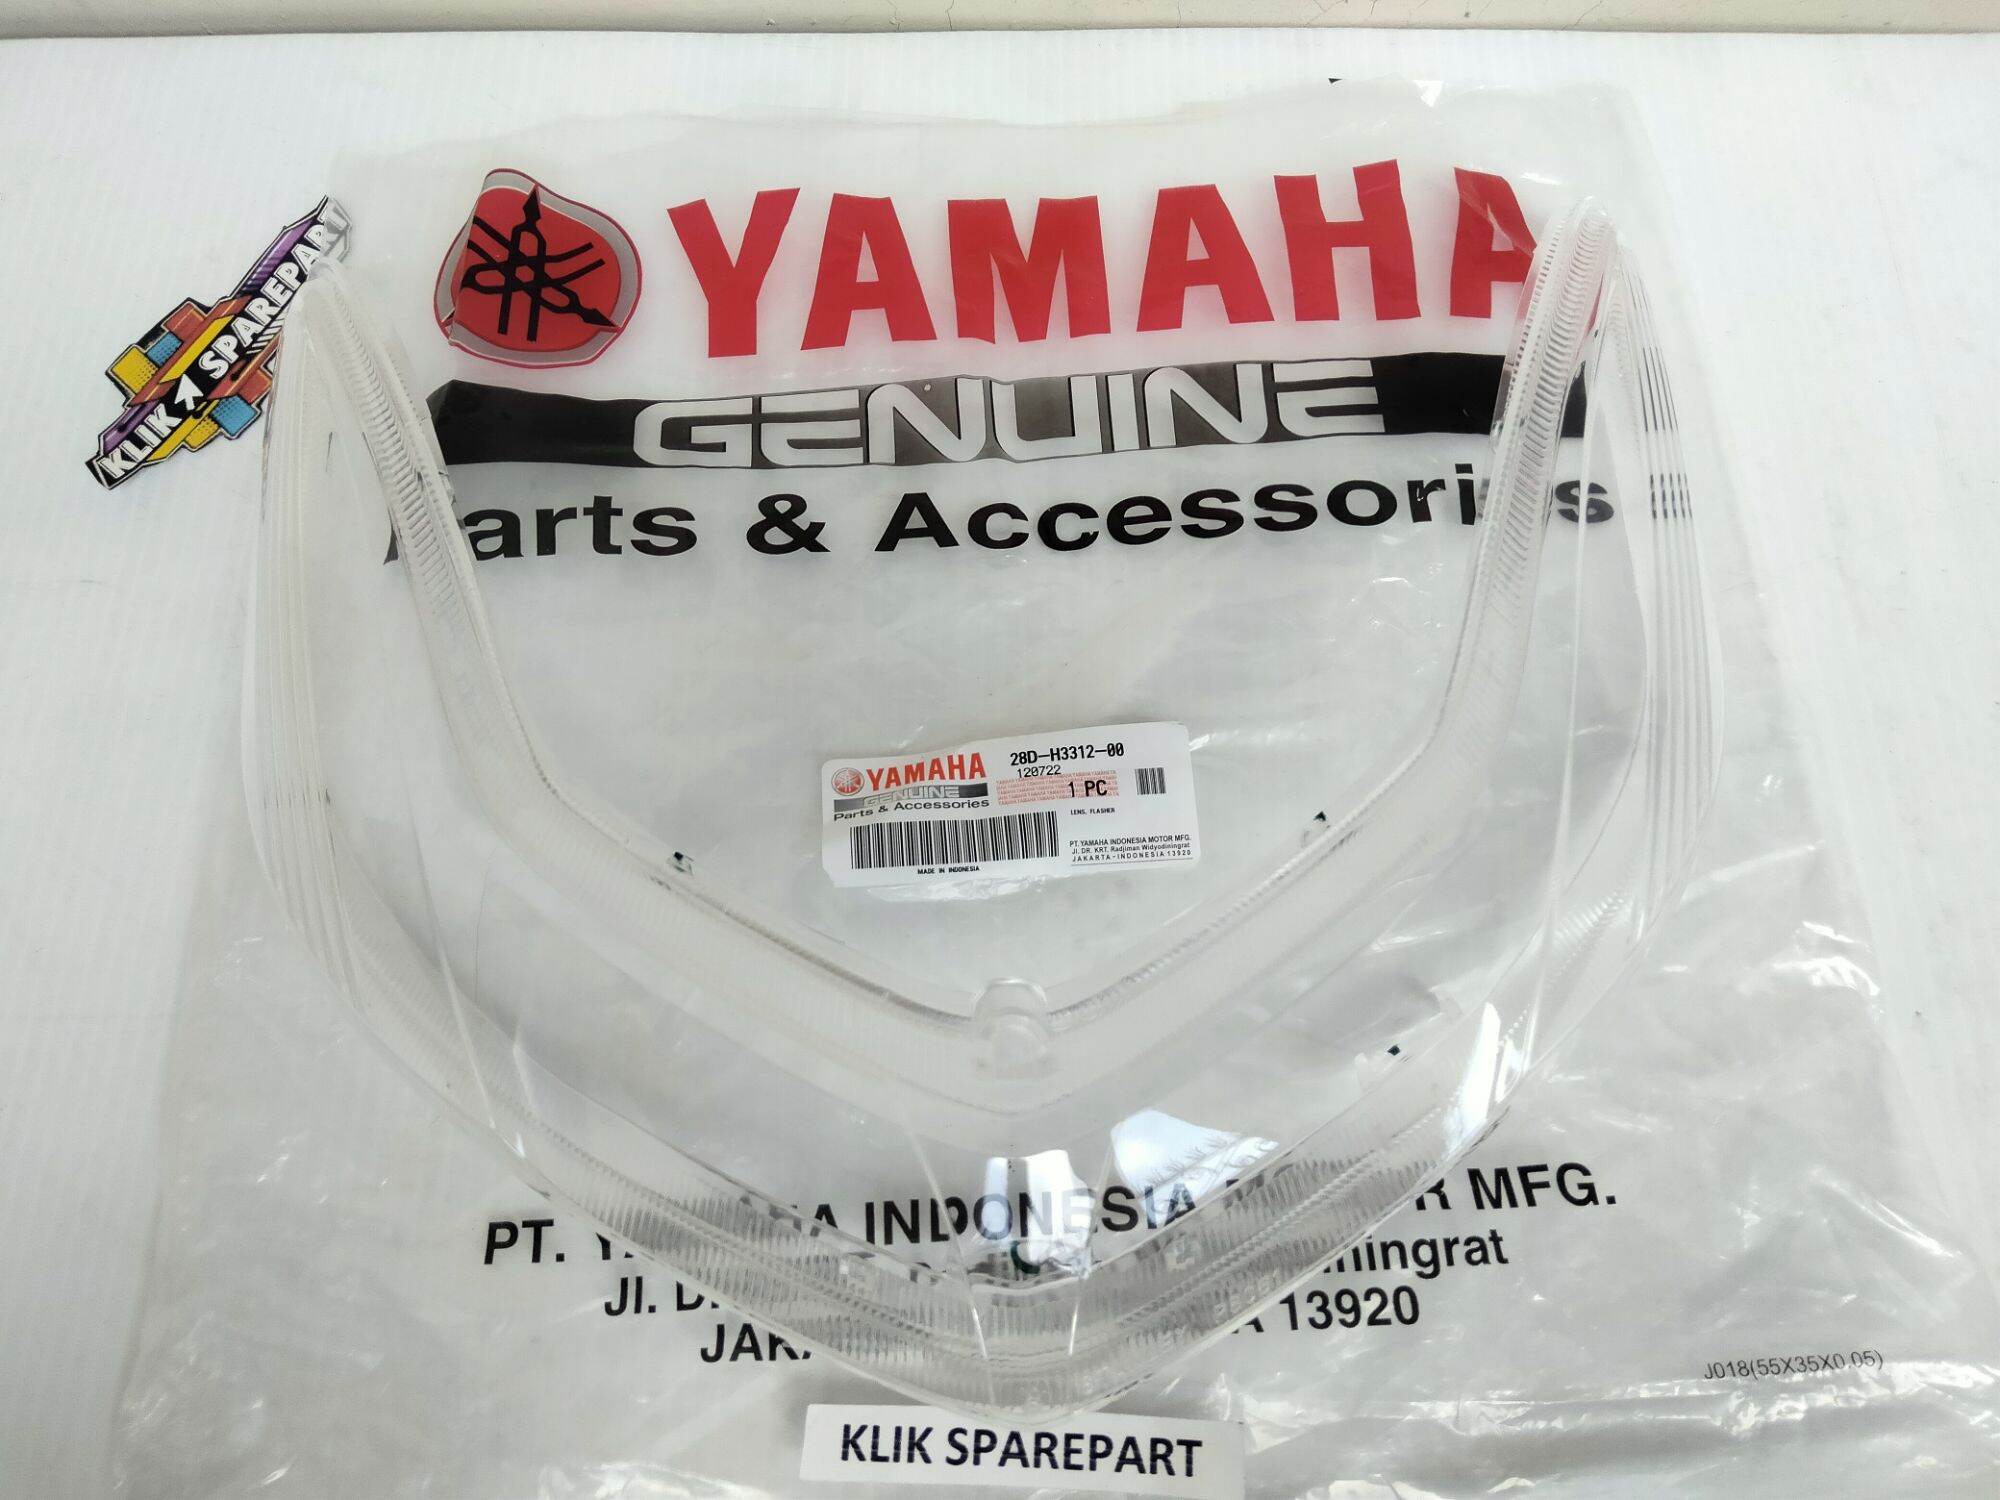 YAMAHA
GENUINE
Parts & Accessories
KLIK SPAREPART
YAMAHA
GENUINE
Parts & Accessories
28D-H3312-00
120722
1 PC
LENS, FLASHER
PT. YAMAHA INDONESIA MOTOR MFG.
Jl. DR. KRT. Radjiman Widyodiningrat
JAKARTA-INDONESIA 13920
MADE IN INDONESIA
PT. YAMAHA INDONESIA MOTOR MFG.
Jl.
13920
J018(55X35X0.05)
KLIK SPAREPART